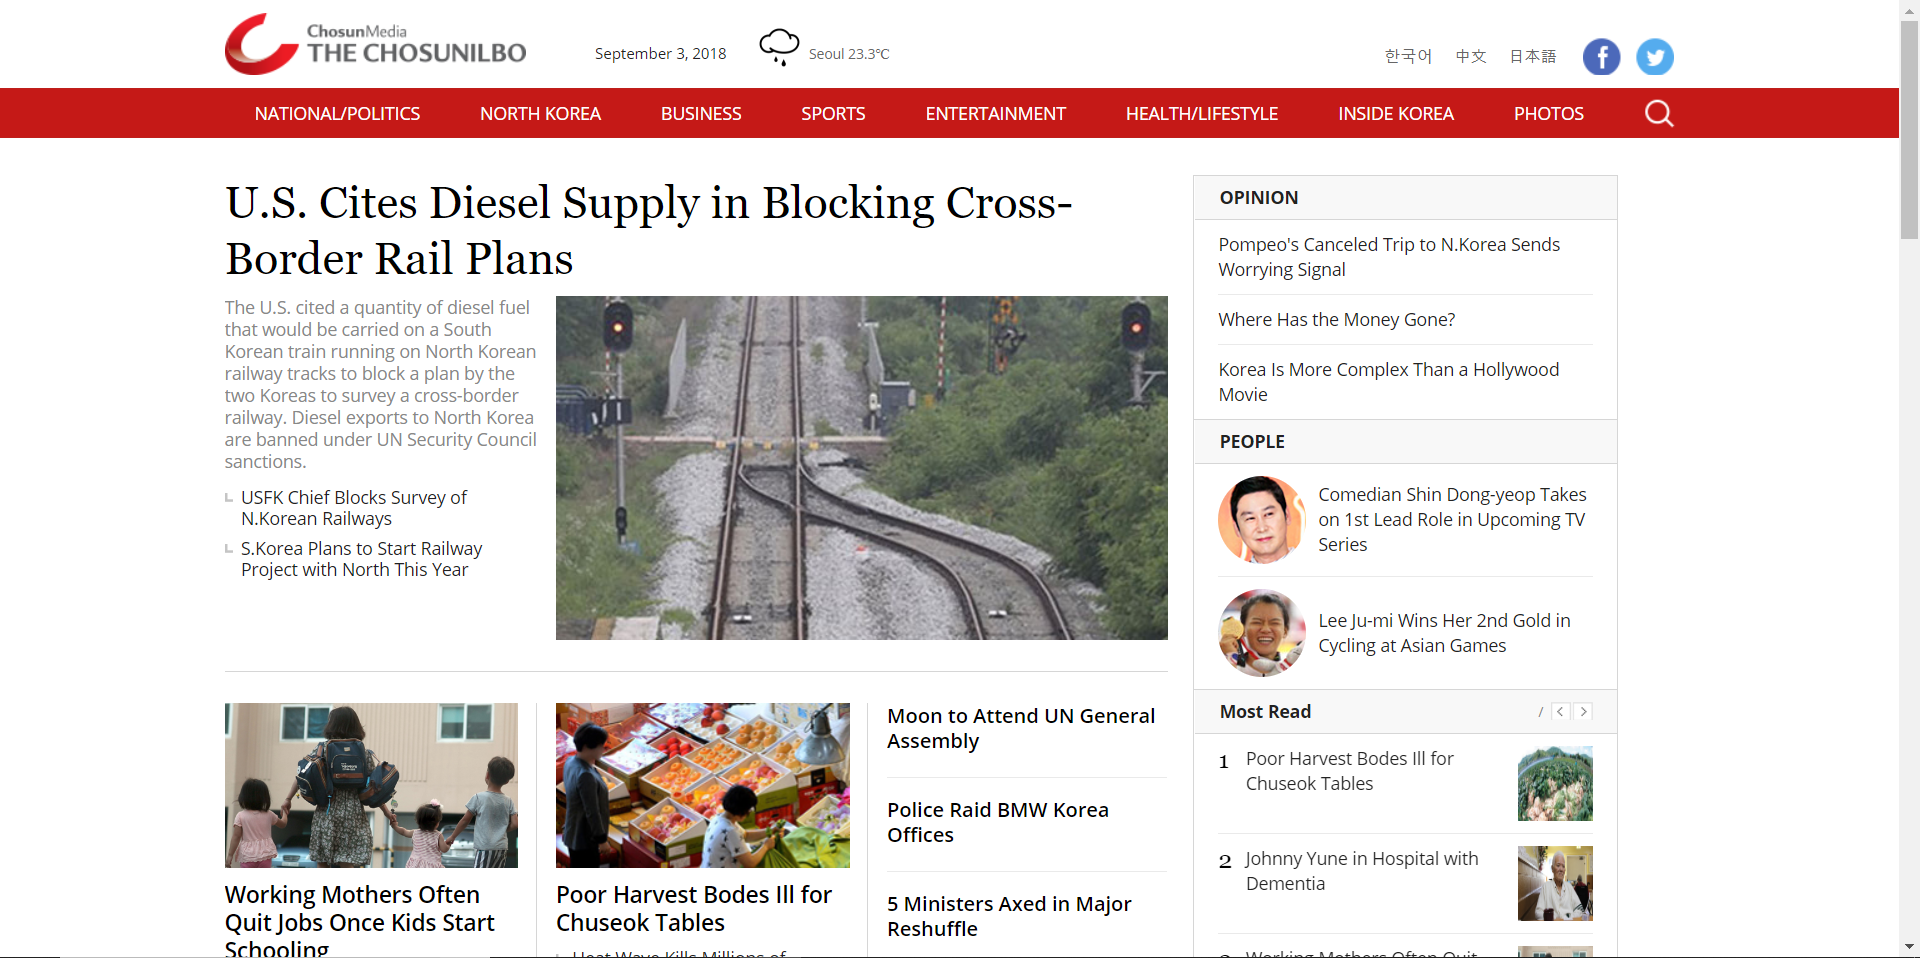 ChosunMedia
THE CHOSUNILBO
September 3, 2018
Seoul 23.3℃
한국어
中文
日本語
NATIONAL/POLITICS
NORTH KOREA
BUSINESS
SPORTS
ENTERTAINMENT
HEALTH/LIFESTYLE
INSIDE KOREA
PHOTOS
U.S. Cites Diesel Supply in Blocking Cross-
Border Rail Plans
The U.S. cited a quantity of diesel fuel
that would be carried on a South
Korean train running on North Korean
railway tracks to block a plan by the
two Koreas to survey a cross-border
railway. Diesel exports to North Korea
are banned under UN Security Council
sanctions.
USFK Chief Blocks Survey of
N.Korean Railways
S.Korea Plans to Start Railway
Project with North This Year
Working Mothers Often
Quit Jobs Once Kids Start
Schooling
Poor Harvest Bodes Ill for
Chuseok Tables
Heat Wave Kills Millions of
Moon to Attend UN General
Assembly
Police Raid BMW Korea
Offices
5 Ministers Axed in Major
Reshuffle
OPINION
Pompeo's Canceled Trip to N.Korea Sends
Worrying Signal
Where Has the Money Gone?
Korea Is More Complex Than a Hollywood
Movie
PEOPLE
Comedian Shin Dong-yeop Takes
on 1st Lead Role in Upcoming TV
Series
Lee Ju-mi Wins Her 2nd Gold in
Cycling at Asian Games
Most Read
/
1 Poor Harvest Bodes Ill for
Chuseok Tables
2 Johnny Yune in Hospital with
Dementia
3 Working Mothers Often Quit